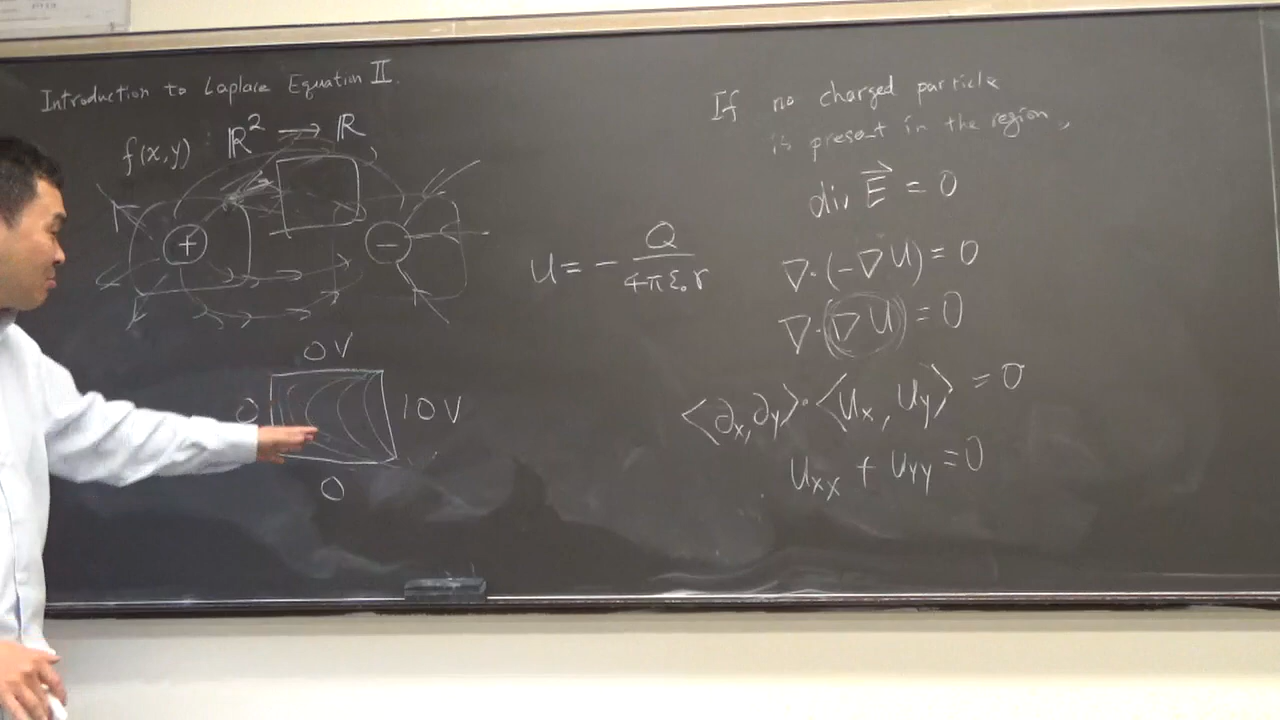 Introduction to Laplace Equation II.
f(x,y) : ℝ² → ℝ
+
−
0V
0
10V
0
U = − Q / 4πε₀r
If no charged particle
is present in the region,
div E⃗ = 0
∇·(−∇U) = 0
∇·(∇U) = 0
<∂x, ∂y>·<Ux, Uy> = 0
Uxx + Uyy = 0